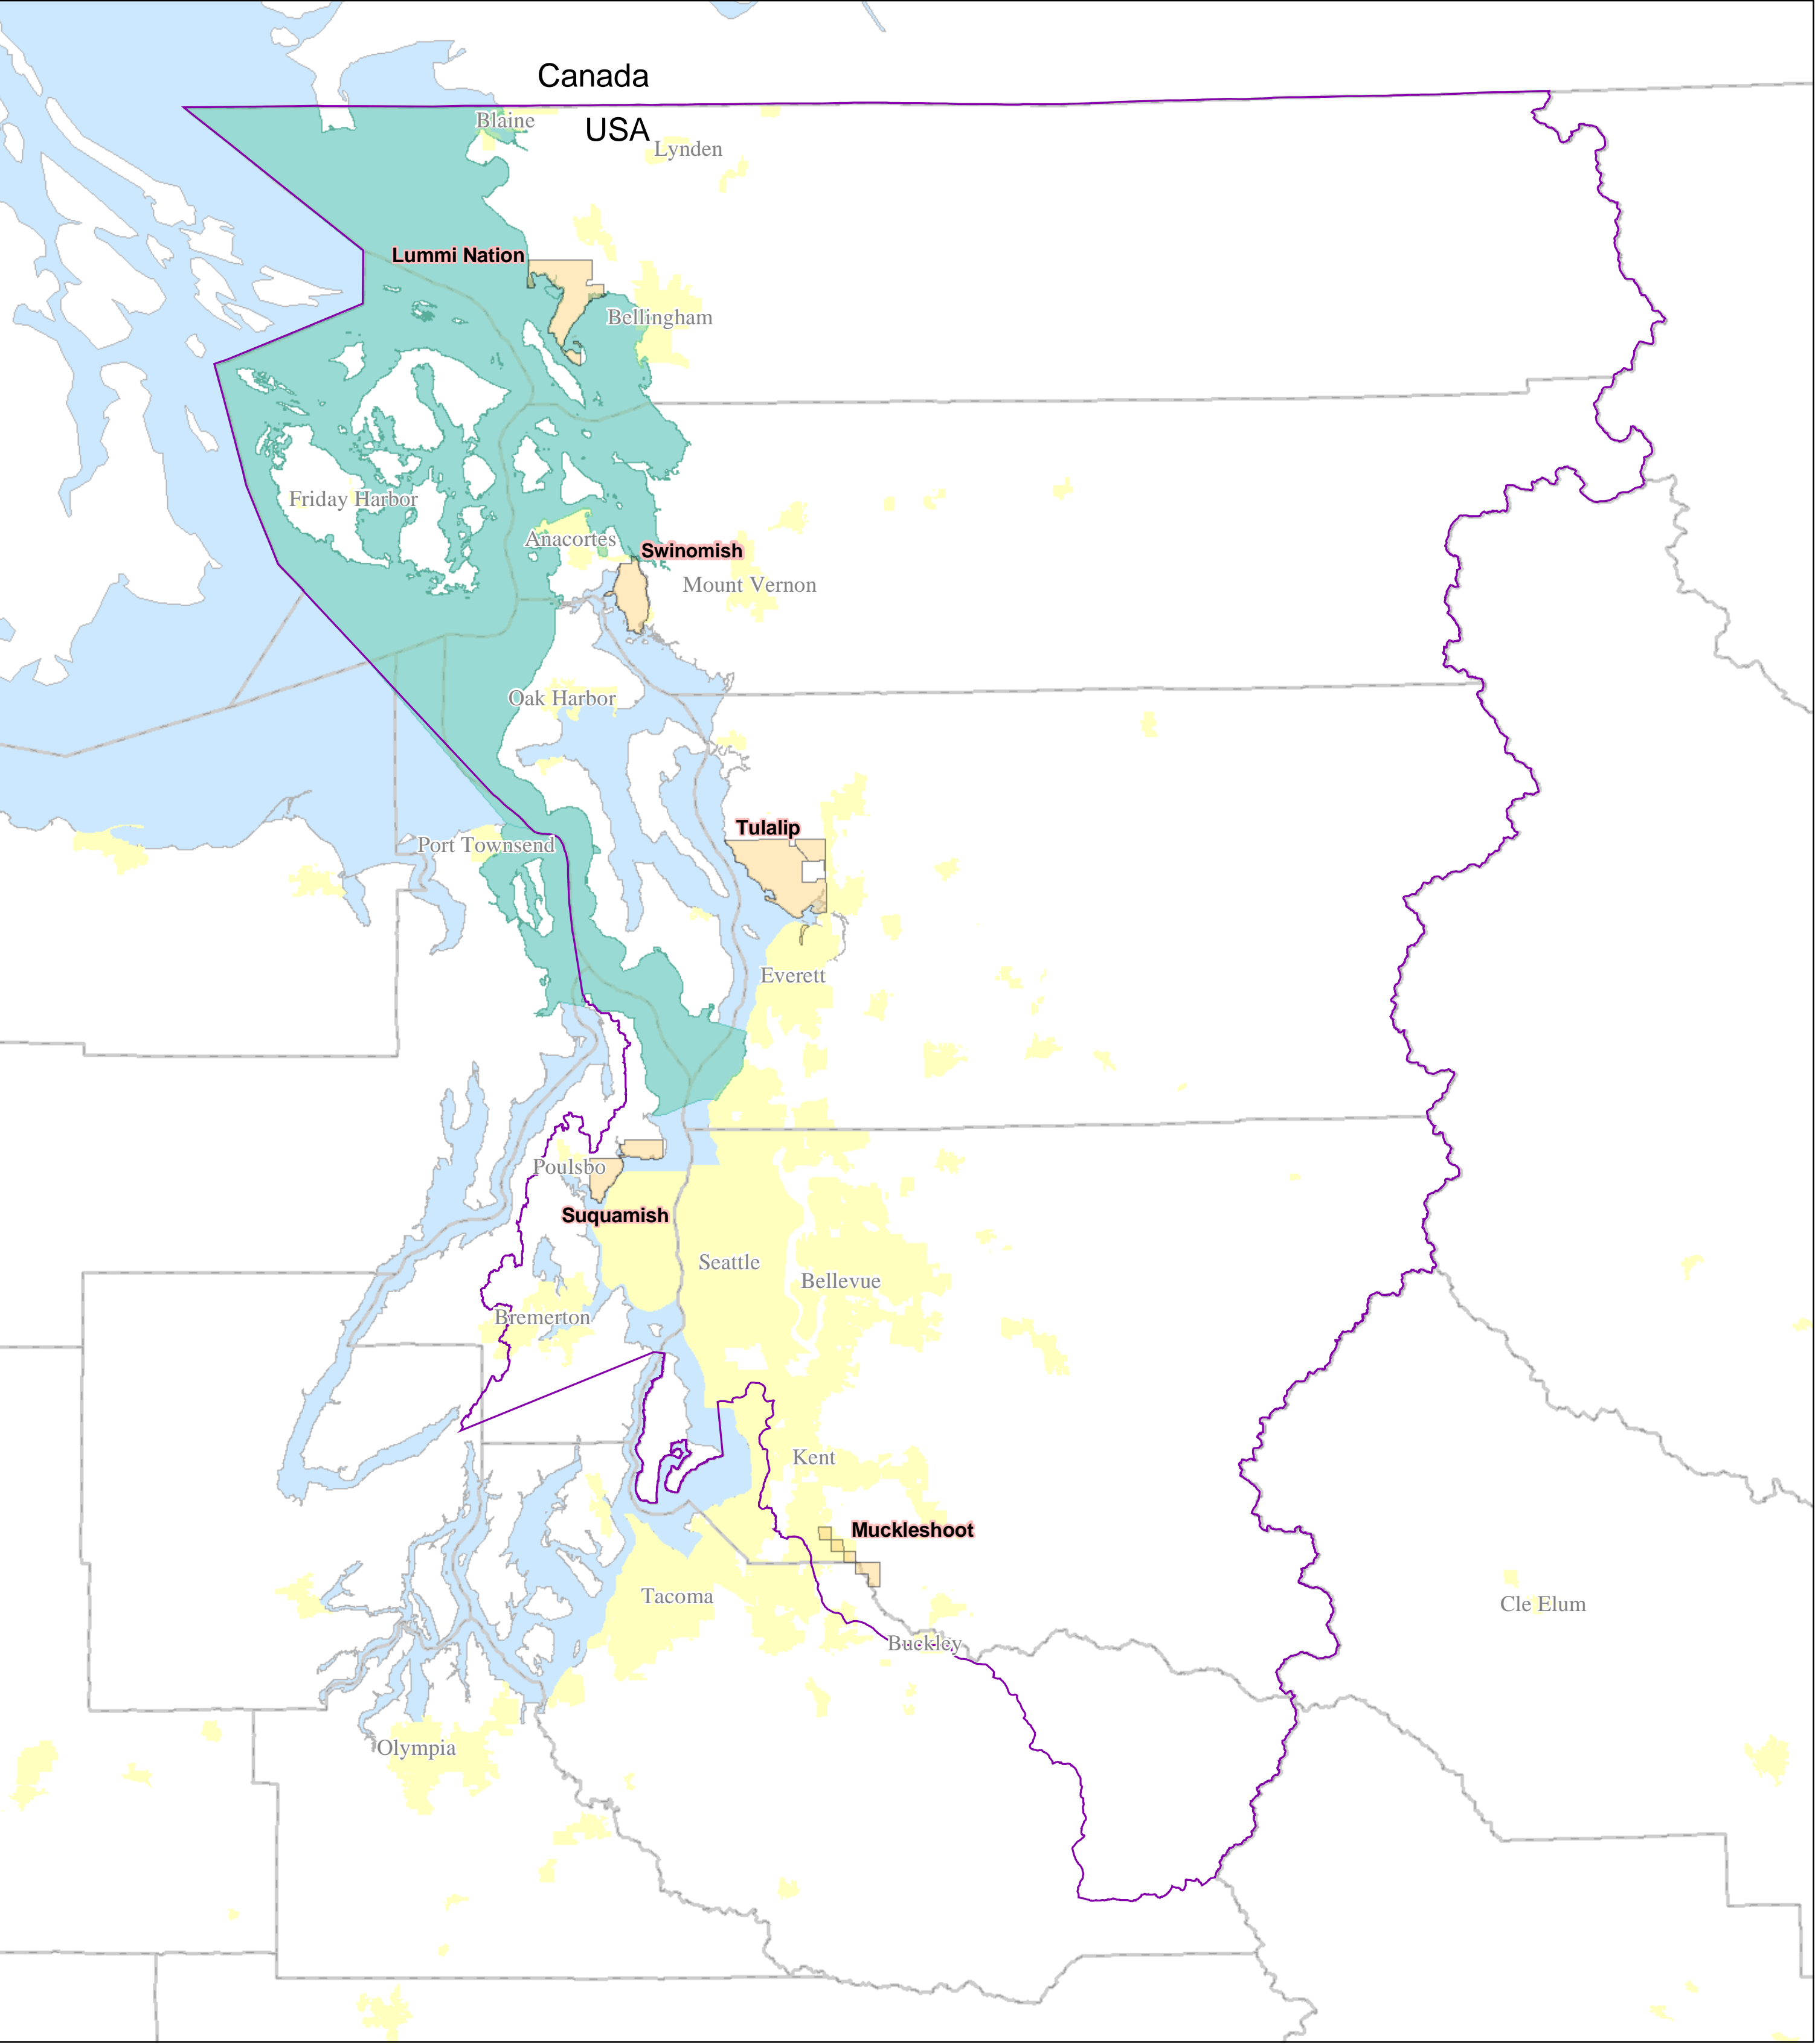 Canada
Blaine
USA
Lynden
Lummi Nation
Bellingham
Friday Harbor
Anacortes
Swinomish
Mount Vernon
Oak Harbor
Tulalip
Port Townsend
Everett
Poulsbo
Suquamish
Seattle
Bellevue
Bremerton
Kent
Muckleshoot
Tacoma
Cle Elum
Buckley
Olympia